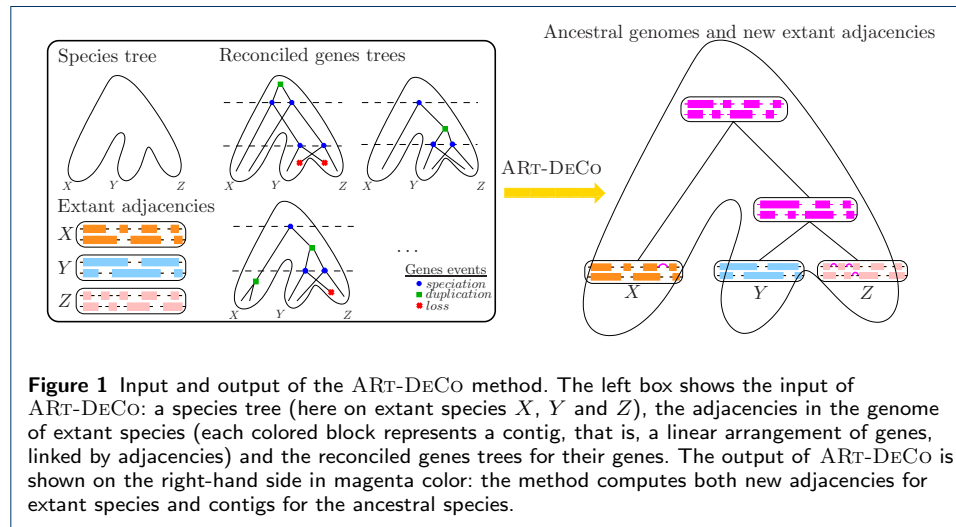 Species tree
Reconciled genes trees
X
Y
Z
X
Y
Z
X
Y
Z
Extant adjacencies
X
Y
Z
X
Y
Z
...
Genes events
speciation
duplication
loss
ART-DECO
Ancestral genomes and new extant adjacencies
X
Y
Z
Figure 1 Input and output of the ART-DECO method. The left box shows the input of
ART-DECO: a species tree (here on extant species X, Y and Z), the adjacencies in the genome
of extant species (each colored block represents a contig, that is, a linear arrangement of genes,
linked by adjacencies) and the reconciled genes trees for their genes. The output of ART-DECO is
shown on the right-hand side in magenta color: the method computes both new adjacencies for
extant species and contigs for the ancestral species.